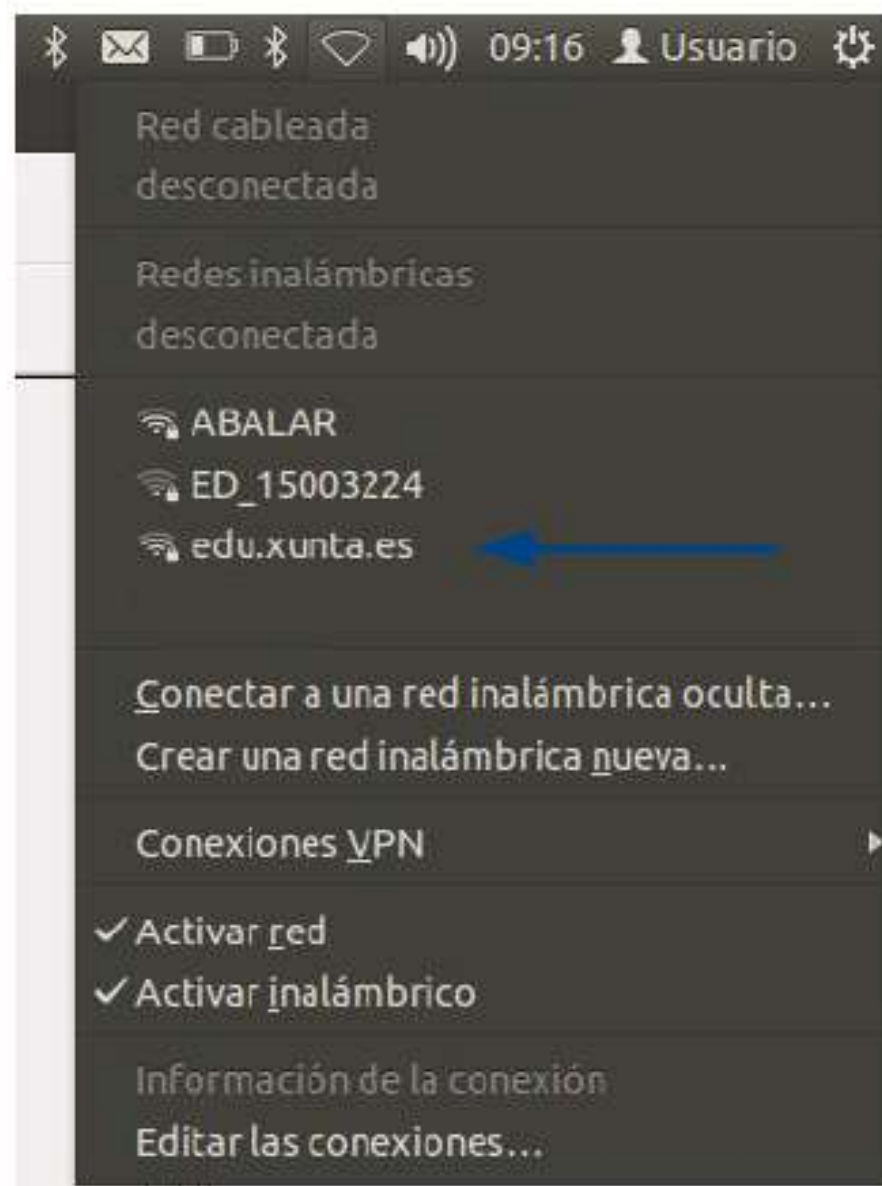 09:16 Usuario
Red cableada
desconectada
Redes inalámbricas
desconectada
ABALAR
ED_15003224
edu.xunta.es
Conectar a una red inalámbrica oculta...
Crear una red inalámbrica nueva...
Conexiones VPN
Activar red
Activar inalámbrico
Información de la conexión
Editar las conexiones...